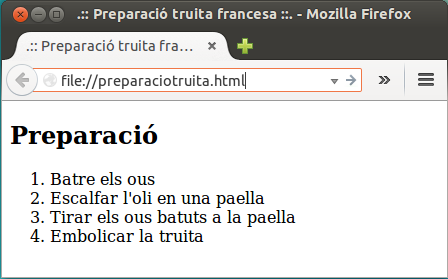 .:: Preparació truita francesa ::. - Mozilla Firefox
.:: Preparació truita fra...
file://preparaciotruita.html
Preparació
1. Batre els ous
2. Escalfar l'oli en una paella
3. Tirar els ous batuts a la paella
4. Embolicar la truita